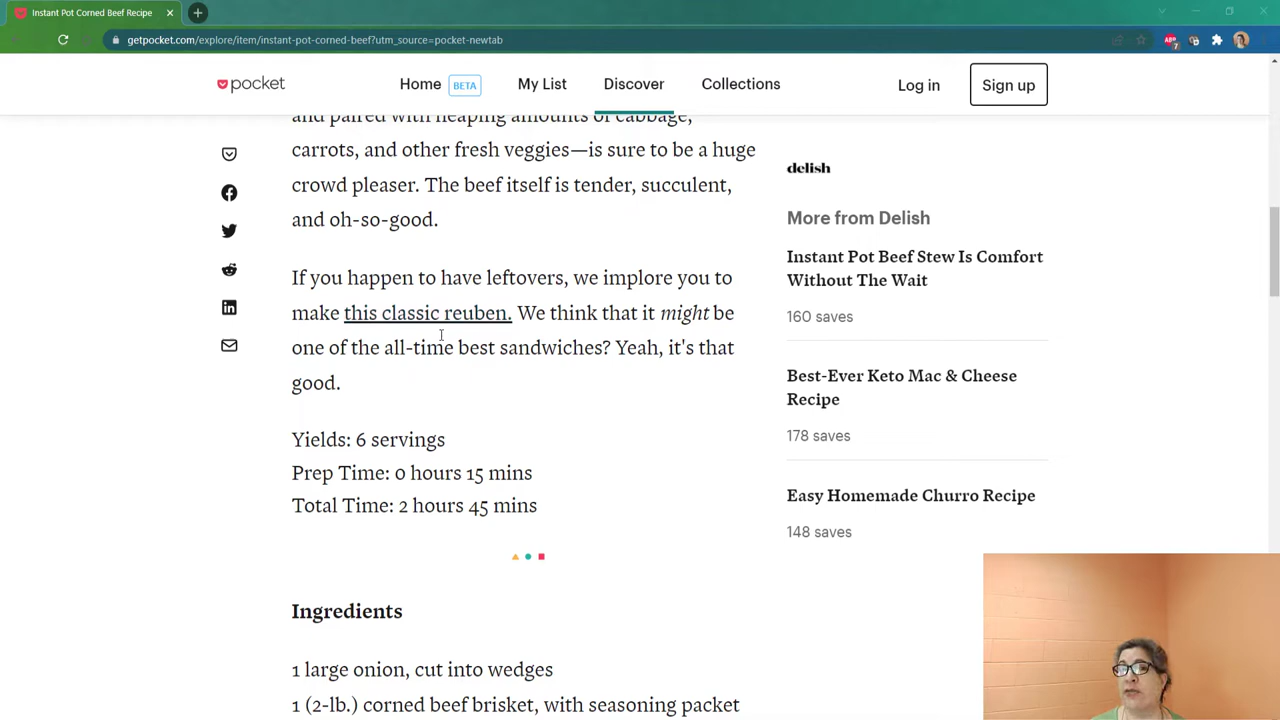 Instant Pot Corned Beef Recipe
getpocket.com/explore/item/instant-pot-corned-beef?utm_source=pocket-newtab
pocket
Home BETA My List Discover Collections Log in Sign up
and paired with heaping amounts of cabbage,
carrots, and other fresh veggies—is sure to be a huge
crowd pleaser. The beef itself is tender, succulent,
and oh-so-good.
If you happen to have leftovers, we implore you to
make this classic reuben. We think that it might be
one of the all-time best sandwiches? Yeah, it's that
good.
Yields: 6 servings
Prep Time: 0 hours 15 mins
Total Time: 2 hours 45 mins
Ingredients
1 large onion, cut into wedges
1 (2-lb.) corned beef brisket, with seasoning packet
delish
More from Delish
Instant Pot Beef Stew Is Comfort
Without The Wait
160 saves
Best-Ever Keto Mac & Cheese
Recipe
178 saves
Easy Homemade Churro Recipe
148 saves
ABP
7